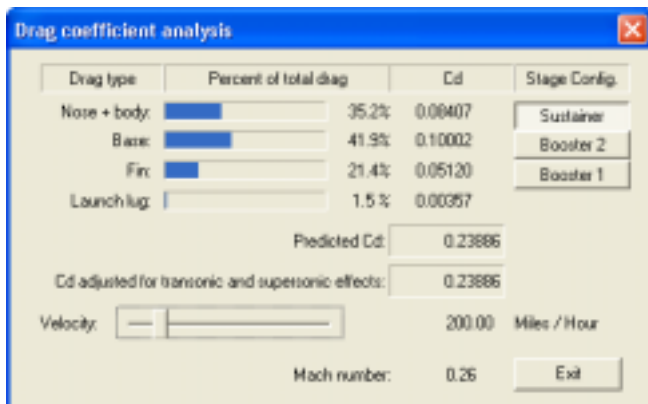 Drag coefficient analysis
Drag type Percent of total drag Cd Stage Config.
Nose + body: 35.2% 0.08407 Sustainer
Base: 41.9% 0.10002 Booster 2
Fin: 21.4% 0.05120 Booster 1
Launch lug: 1.5 % 0.00357
Predicted Cd: 0.23886
Cd adjusted for transonic and supersonic effects: 0.23886
Velocity: 200.00 Miles / Hour
Mach number: 0.26 Exit